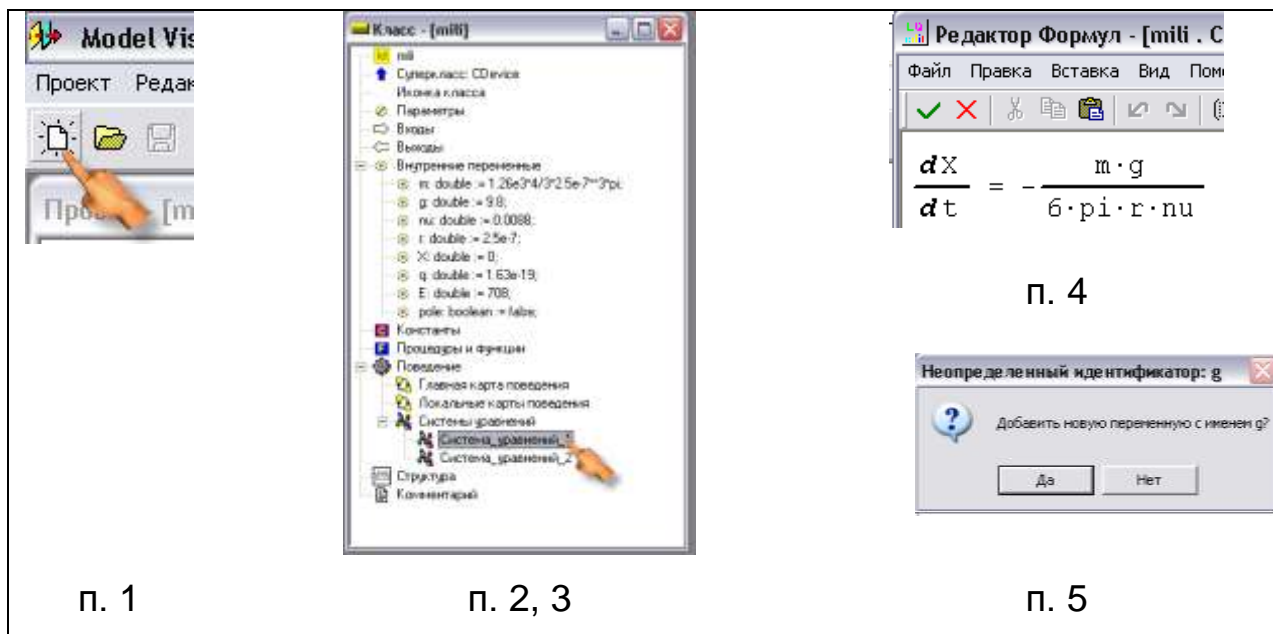 Model Vis
Проект Редак
[m
п. 1
Класс - [mili]
mili
Суперкласс: CDevice
Иконка класса
Параметры
Входы
Выходы
Внутренние переменные
m: double := 1.26e3*4/3*2.5e-7**3*pi;
g: double := 9.8;
nu: double := 0.0088;
r: double := 2.5e-7;
X: double := 0;
q: double := 1.63e-19;
E: double := 708;
pole: boolean := false;
Константы
Процедуры и функции
Поведение
Главная карта поведения
Локальные карты поведения
Системы уравнений
Система_уравнений_1
Система_уравнений_2
Структура
Комментарий
п. 2, 3
Редактор Формул - [mili . C
Файл Правка Вставка Вид Пом
dX/dt = - m·g/6·pi·r·nu
п. 4
Неопределенный идентификатор: g
Добавить новую переменную с именем g?
Да Нет
п. 5